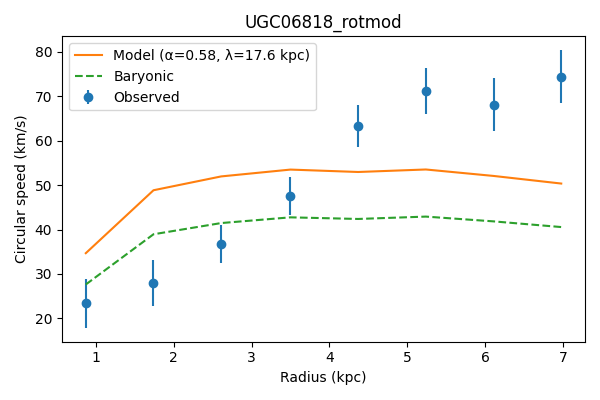 UGC06818_rotmod
Model (α=0.58, λ=17.6 kpc)
Baryonic
Observed
Circular speed (km/s)
80
70
60
50
40
30
20
1 2 3 4 5 6 7
Radius (kpc)